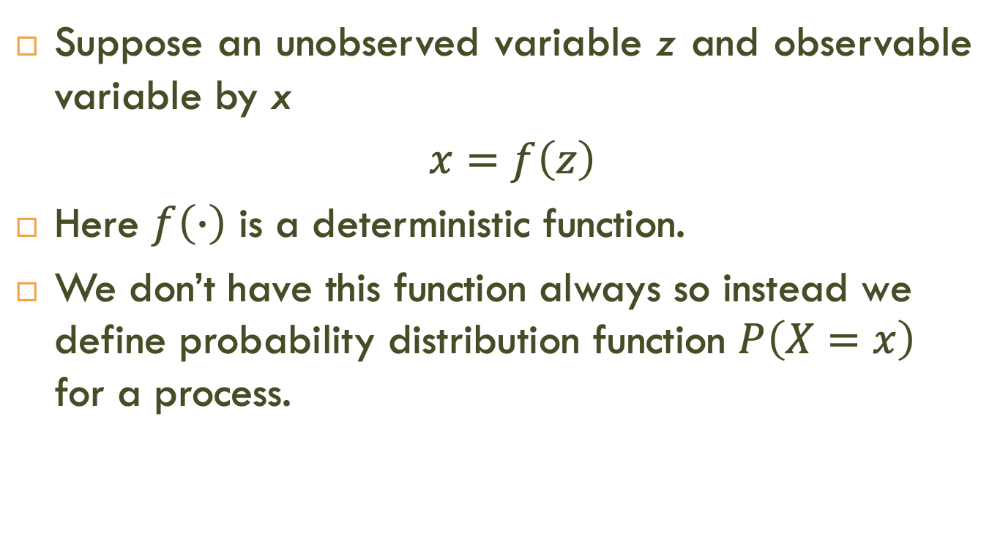 Suppose an unobserved variable z and observable
variable by x
x = f(z)
Here f(·) is a deterministic function.
We don’t have this function always so instead we
define probability distribution function P(X = x)
for a process.